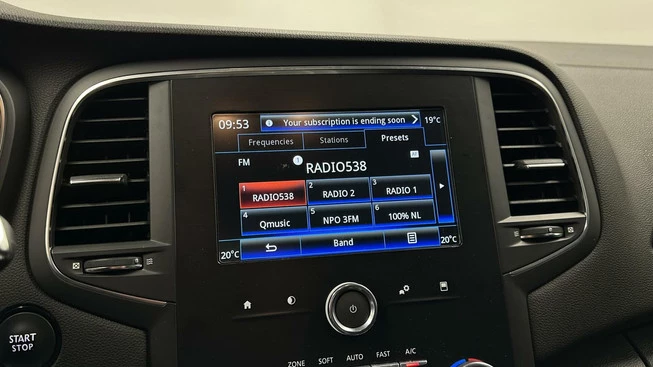 09:53 Your subscription is ending soon 19°c
Frequencies Stations Presets
FM 1 RADIO538
1 RADIO538 2 RADIO 2 3 RADIO 1
4 Qmusic 5 NPO 3FM 6 100% NL
20°c Band 20°c
START
STOP
ZONE SOFT AUTO FAST A/C